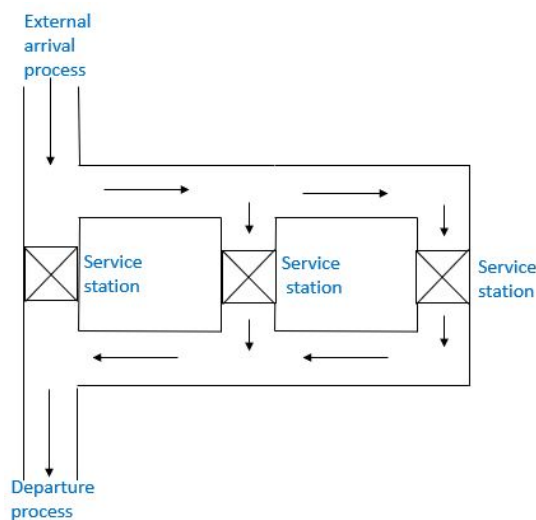 External
arrival
process
Service
station
Service
station
Service
station
Departure
process